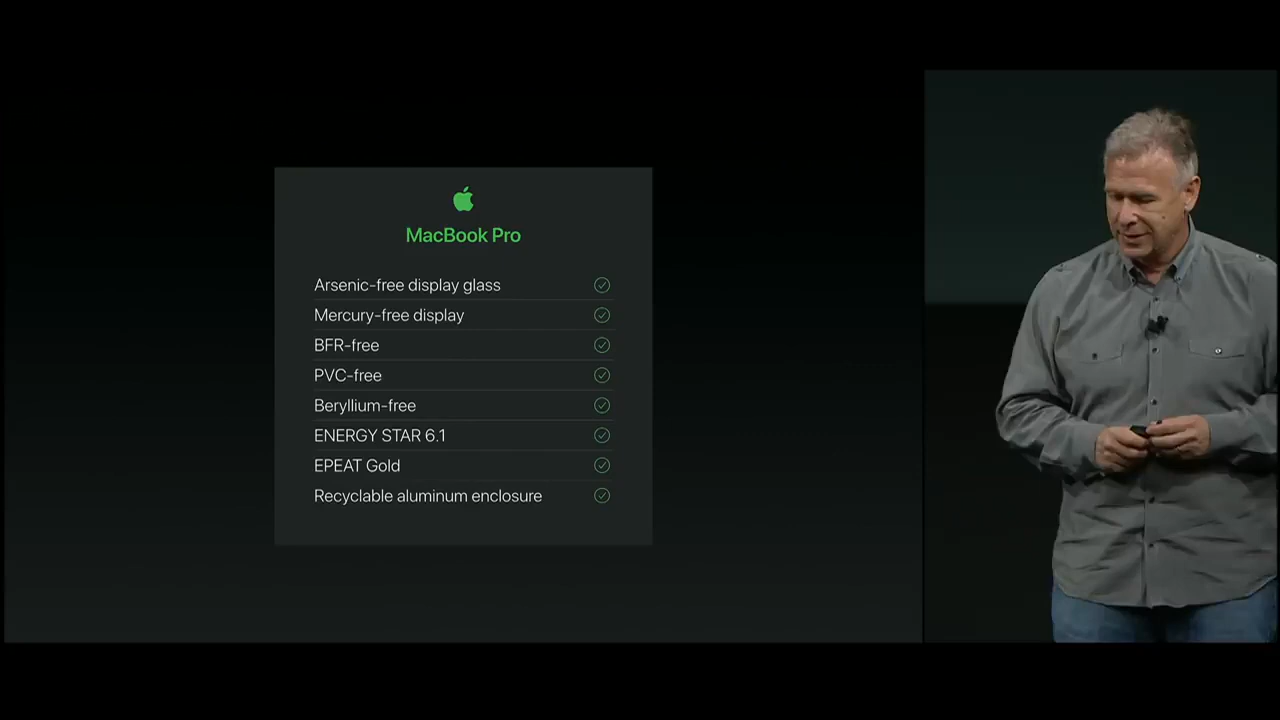 MacBook Pro
Arsenic-free display glass
Mercury-free display
BFR-free
PVC-free
Beryllium-free
ENERGY STAR 6.1
EPEAT Gold
Recyclable aluminum enclosure